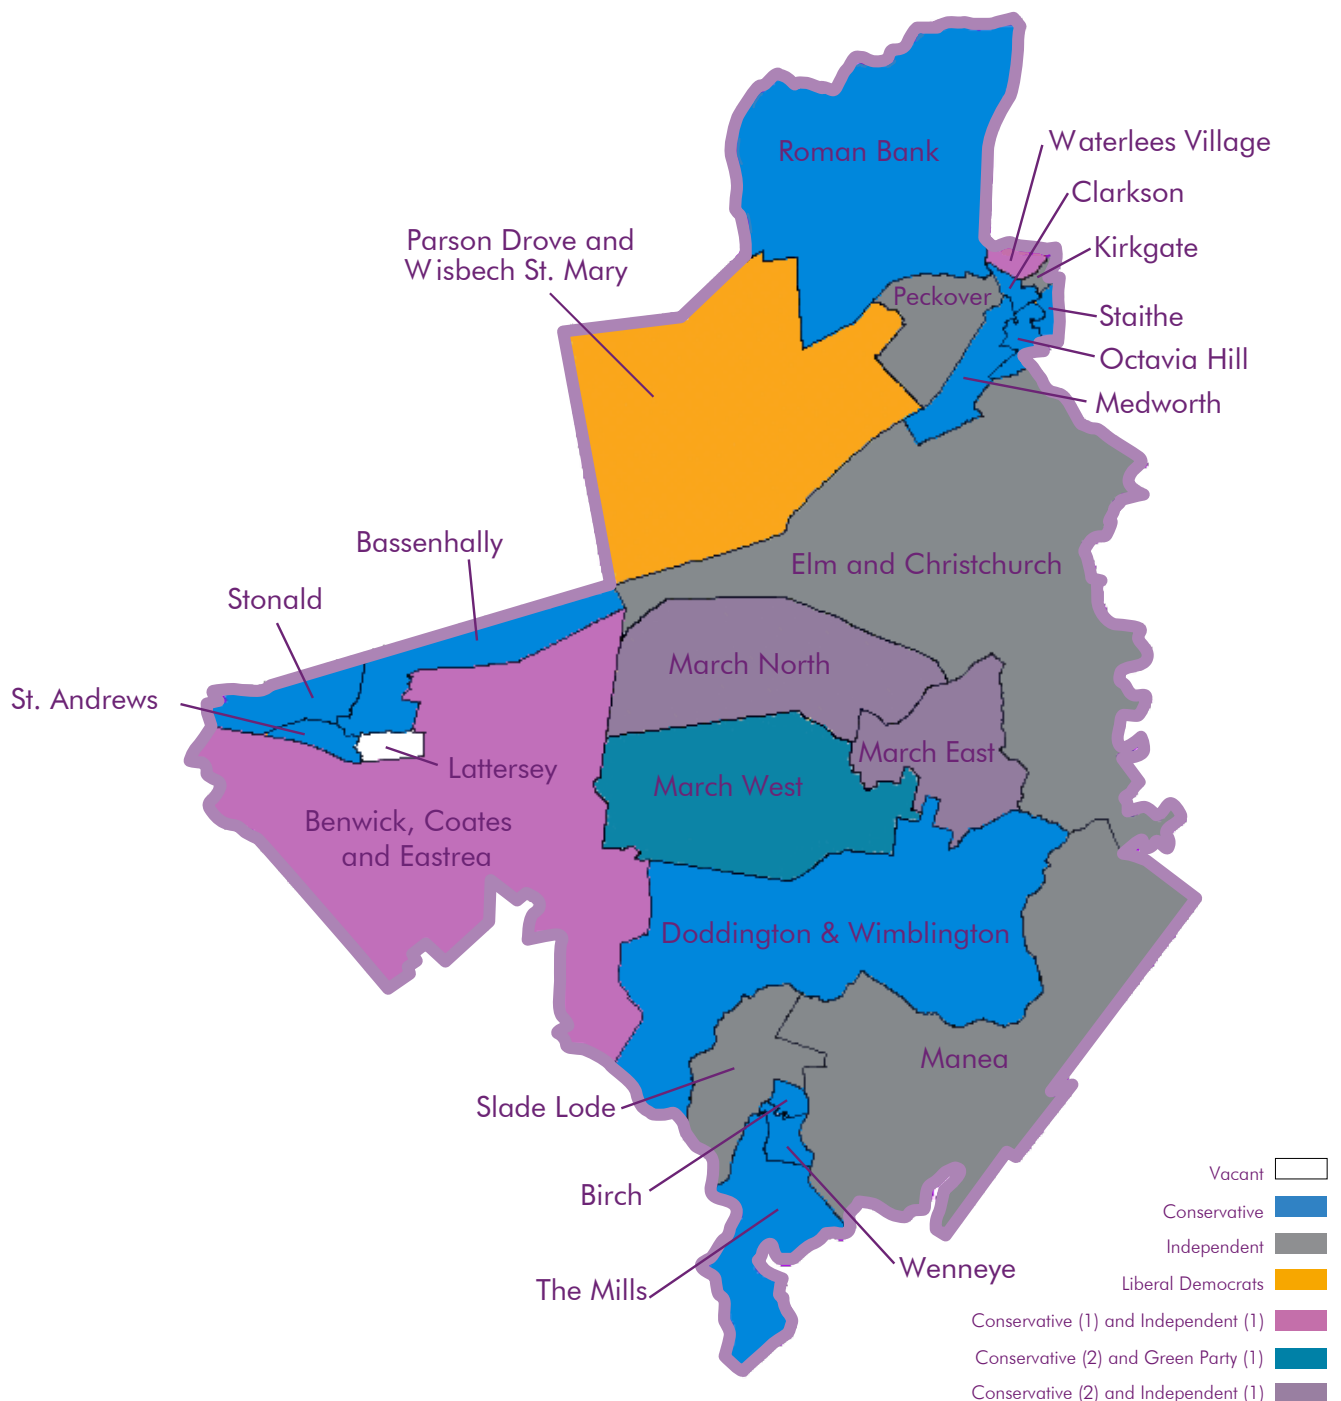 Roman Bank
Waterlees Village
Clarkson
Kirkgate
Parson Drove and
Wisbech St. Mary
Peckover
Staithe
Octavia Hill
Medworth
Bassenhally
Elm and Christchurch
Stonald
March North
St. Andrews
March East
Lattersey
March West
Benwick, Coates
and Eastrea
Doddington & Wimblington
Manea
Slade Lode
Birch
Wenneye
The Mills
Vacant
Conservative
Independent
Liberal Democrats
Conservative (1) and Independent (1)
Conservative (2) and Green Party (1)
Conservative (2) and Independent (1)